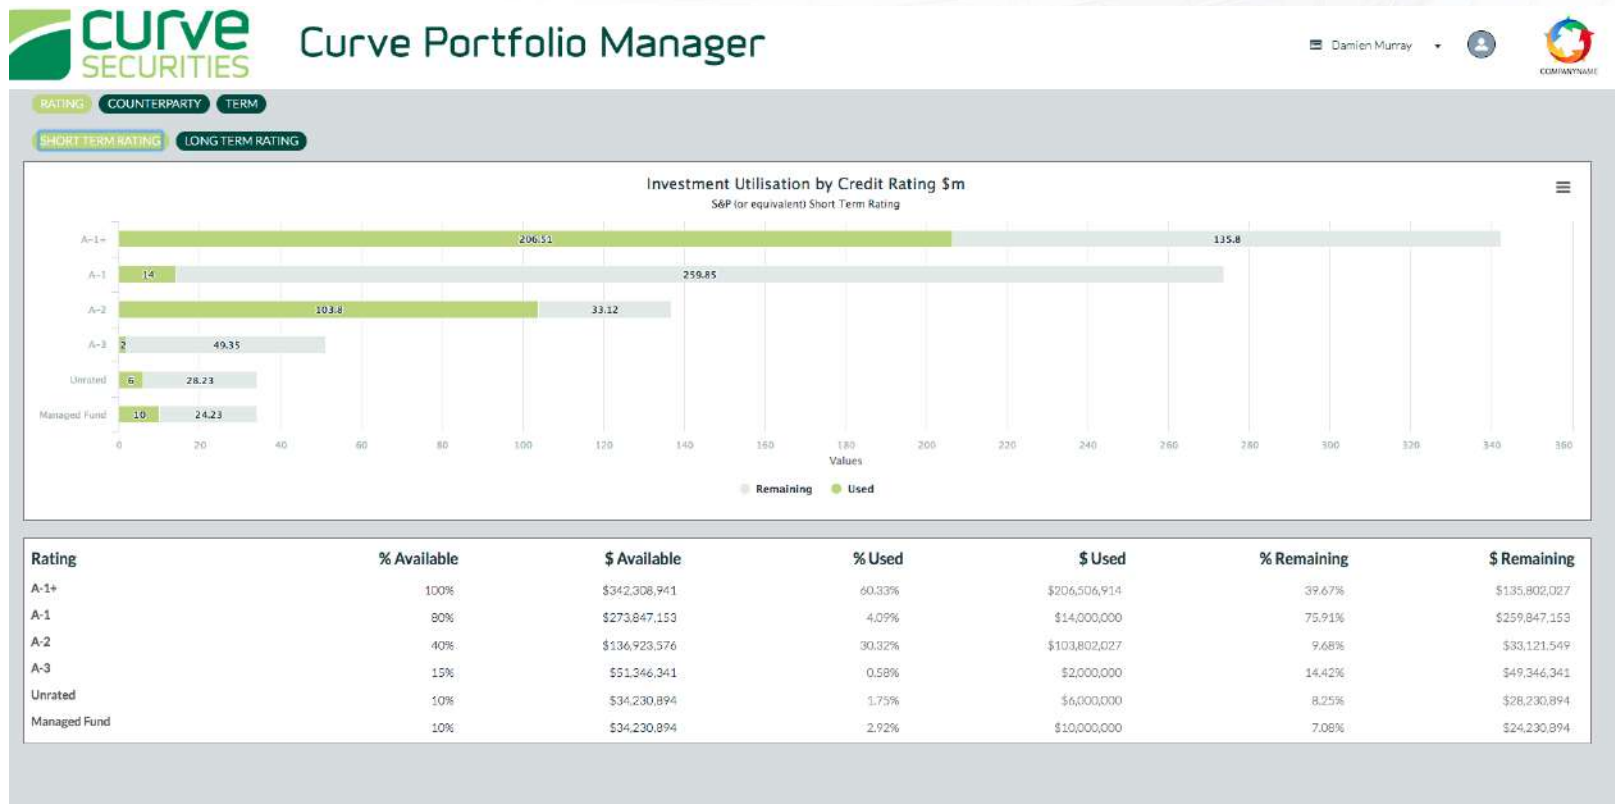 curve
SECURITIES
Curve Portfolio Manager
Damien Murray
COMPANYNAME
RATING COUNTERPARTY TERM
SHORT TERM RATING LONG TERM RATING
Investment Utilisation by Credit Rating $m
S&P (or equivalent) Short Term Rating
A-1+ 206.51 135.8
A-1 14 259.85
A-2 103.8 33.12
A-3 2 49.35
Unrated 6 28.23
Managed Fund 10 24.23
0 20 40 60 80 100 120 140 160 180 200 220 240 260 280 300 320 340 360
Values
Remaining Used
Rating % Available $ Available % Used $ Used % Remaining $ Remaining
A-1+ 100% $342,308,941 60.33% $206,506,914 39.67% $135,802,027
A-1 80% $273,847,153 4.09% $14,000,000 75.91% $259,847,153
A-2 40% $136,923,576 30.32% $103,802,027 9.68% $33,121,549
A-3 15% $51,346,341 0.58% $2,000,000 14.42% $49,346,341
Unrated 10% $34,230,894 1.75% $6,000,000 8.25% $28,230,894
Managed Fund 10% $34,230,894 2.92% $10,000,000 7.08% $24,230,894